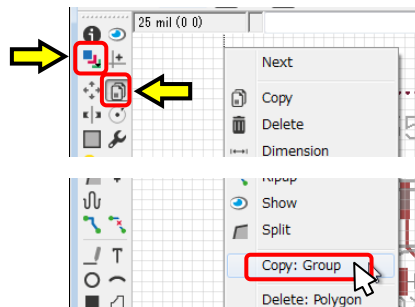 25 mil (0 0)
Next
Copy
Delete
Dimension
Ripup
Show
Split
Copy: Group
Delete: Polygon